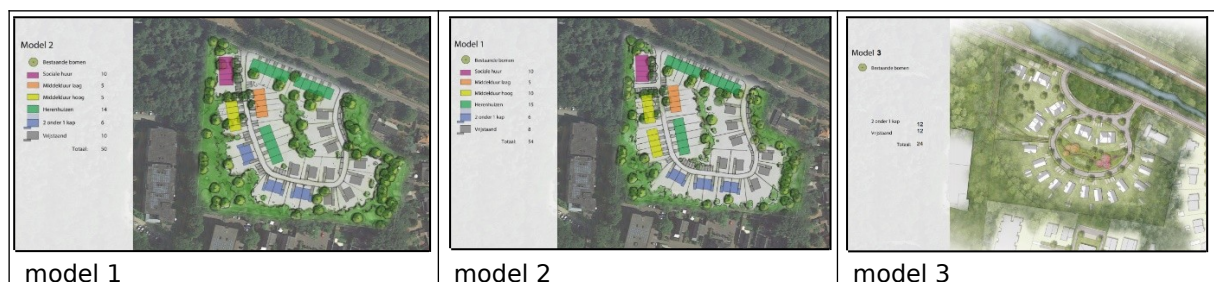 Model 2
Bestaande bomen
Sociale huur 10
Middelduur laag 5
Middelduur hoog 5
Herenhuizen 14
2 onder 1 kap 6
Vrijstaand 10
Totaal: 50
model 1
Model 1
Bestaande bomen
Sociale huur 10
Middelduur laag 5
Middelduur hoog 10
Herenhuizen 15
2 onder 1 kap 6
Vrijstaand 8
Totaal: 54
model 2
Model 3
Bestaande bomen
2 onder 1 kap 12
Vrijstaand 12
Totaal: 24
model 3